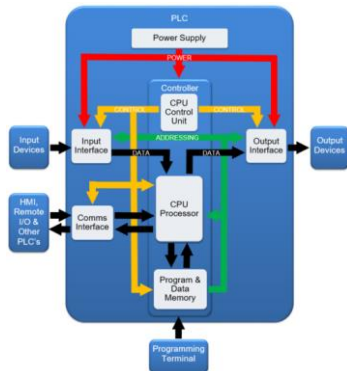 PLC
Power Supply
POWER
Controller
CONTROL
CPU
Control
Unit
CONTROL
Input
Devices
Input
Interface
ADDRESSING
Output
Interface
Output
Devices
DATA
DATA
HMI,
Remote
I/O &
Other
PLC's
Comms
Interface
CPU
Processor
Program &
Data
Memory
Programming
Terminal